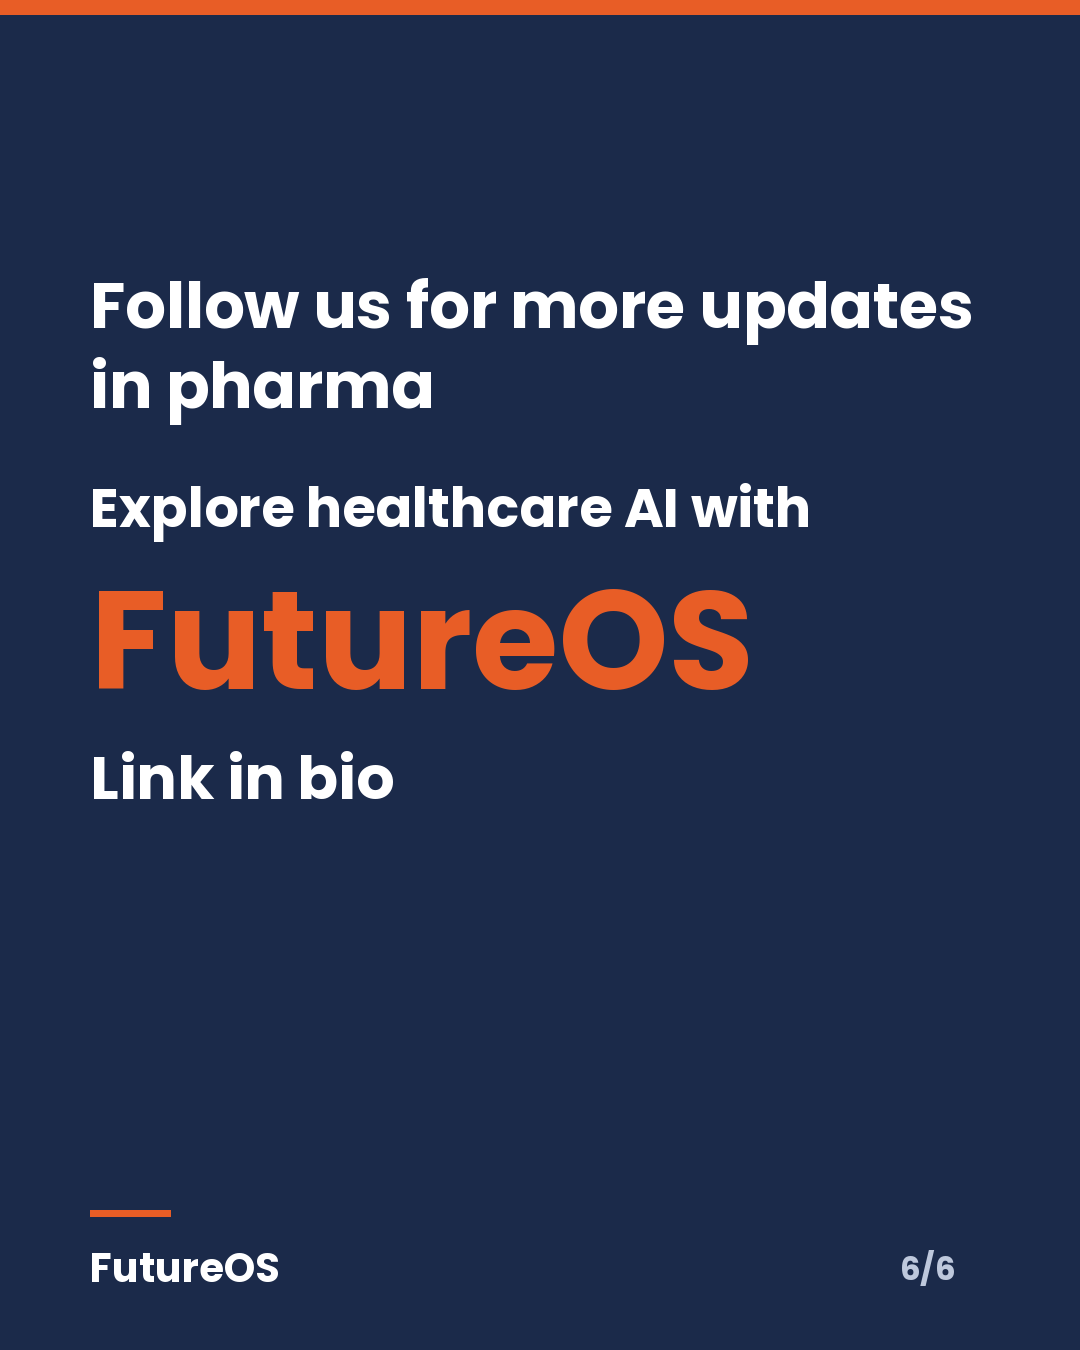 Follow us for more updates
in pharma
Explore healthcare AI with
FutureOS
Link in bio
FutureOS
6/6